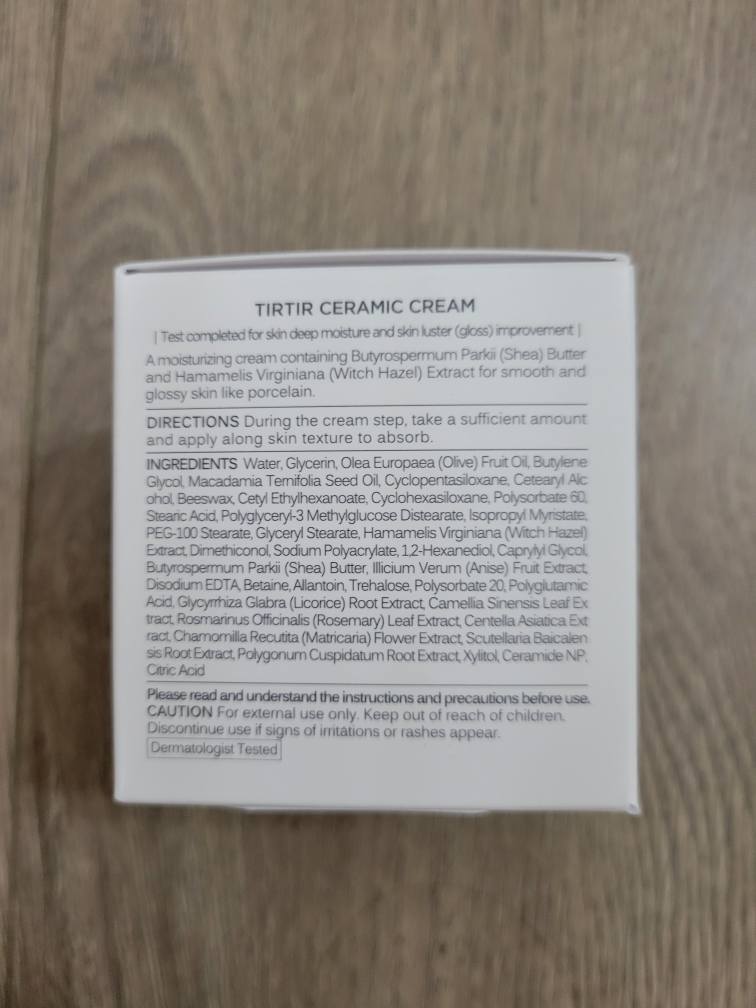 TIRTIR CERAMIC CREAM
| Test completed for skin deep moisture and skin luster (gloss) improvement |
A moisturizing cream containing Butyrospermum Parkii (Shea) Butter
and Hamamelis Virginiana (Witch Hazel) Extract for smooth and
glossy skin like porcelain.
DIRECTIONS During the cream step, take a sufficient amount
and apply along skin texture to absorb.
INGREDIENTS Water, Glycerin, Olea Europaea (Olive) Fruit Oil, Butylene
Glycol, Macadamia Ternifolia Seed Oil, Cyclopentasiloxane, Cetearyl Alc
ohol, Beeswax, Cetyl Ethylhexanoate, Cyclohexasiloxane, Polysorbate 60,
Stearic Acid, Polyglyceryl-3 Methylglucose Distearate, Isopropyl Myristate,
PEG-100 Stearate, Glyceryl Stearate, Hamamelis Virginiana (Witch Hazel)
Extract, Dimethiconol, Sodium Polyacrylate, 1,2-Hexanediol, Caprylyl Glycol,
Butyrospermum Parkii (Shea) Butter, Illicium Verum (Anise) Fruit Extract,
Disodium EDTA, Betaine, Allantoin, Trehalose, Polysorbate 20, Polyglutamic
Acid, Glycyrrhiza Glabra (Licorice) Root Extract, Camellia Sinensis Leaf Ex
tract, Rosmarinus Officinalis (Rosemary) Leaf Extract, Centella Asiatica Ext
ract, Chamomilla Recutita (Matricaria) Flower Extract, Scutellaria Baicalen
sis Root Extract, Polygonum Cuspidatum Root Extract, Xylitol, Ceramide NP,
Citric Acid
Please read and understand the instructions and precautions before use.
CAUTION For external use only. Keep out of reach of children.
Discontinue use if signs of irritations or rashes appear.
Dermatologist Tested